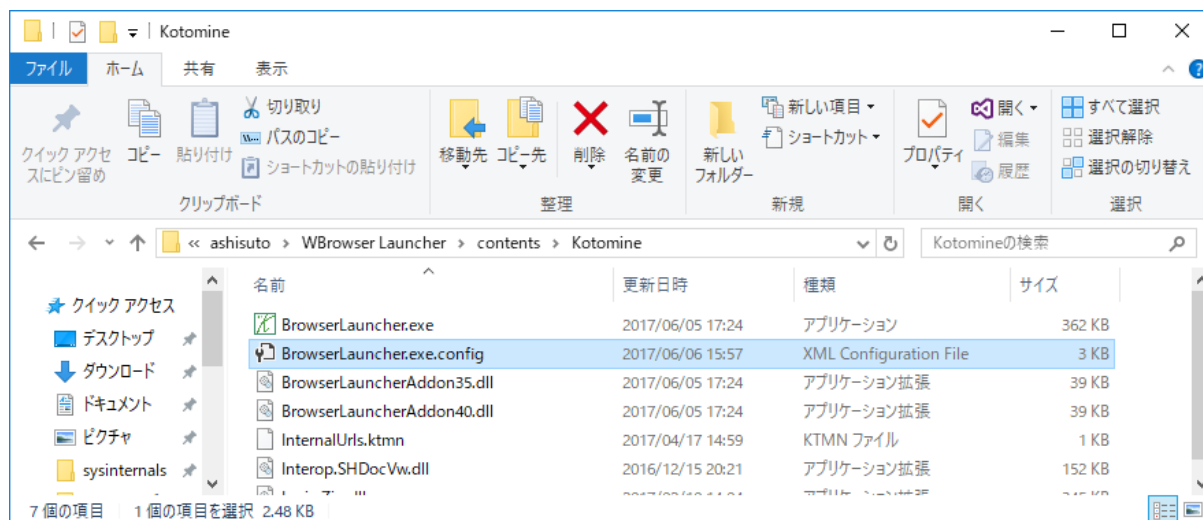 Kotomine
ファイル ホーム 共有 表示
クイック アクセスにピン留め コピー 貼り付け 切り取り パスのコピー ショートカットの貼り付け 移動先 コピー先 削除 名前の変更 新しいフォルダー 新しい項目 ショートカット プロパティ 開く 編集 履歴 すべて選択 選択解除 選択の切り替え
クリップボード 整理 新規 開く 選択
« ashisuto › WBrowser Launcher › contents › Kotomine Kotomineの検索
名前 更新日時 種類 サイズ
クイック アクセス
デスクトップ
ダウンロード
ドキュメント
ピクチャ
sysinternals
BrowserLauncher.exe 2017/06/05 17:24 アプリケーション 362 KB
BrowserLauncher.exe.config 2017/06/06 15:57 XML Configuration File 3 KB
BrowserLauncherAddon35.dll 2017/06/05 17:24 アプリケーション拡張 39 KB
BrowserLauncherAddon40.dll 2017/06/05 17:24 アプリケーション拡張 39 KB
InternalUrls.ktmn 2017/04/17 14:59 KTMN ファイル 1 KB
Interop.SHDocVw.dll 2016/12/15 20:21 アプリケーション拡張 152 KB
7 個の項目 1 個の項目を選択 2.48 KB